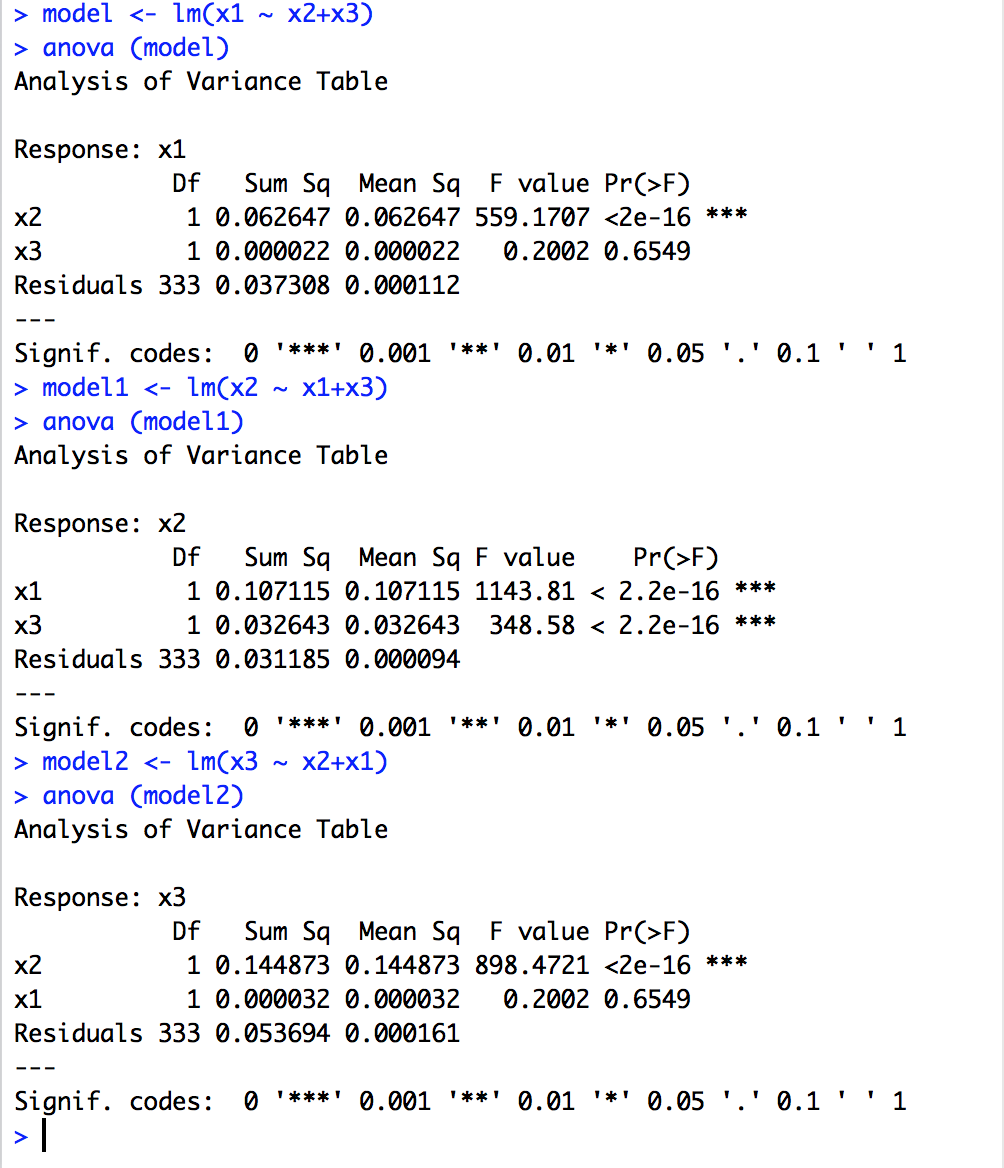 > model <- lm(x1 ~ x2+x3)
> anova (model)
Analysis of Variance Table

Response: x1
           Df   Sum Sq  Mean Sq  F value Pr(>F)
x2          1 0.062647 0.062647 559.1707 <2e-16 ***
x3          1 0.000022 0.000022   0.2002 0.6549
Residuals 333 0.037308 0.000112
---
Signif. codes:  0 '***' 0.001 '**' 0.01 '*' 0.05 '.' 0.1 ' ' 1
> model1 <- lm(x2 ~ x1+x3)
> anova (model1)
Analysis of Variance Table

Response: x2
           Df   Sum Sq  Mean Sq F value    Pr(>F)
x1          1 0.107115 0.107115 1143.81 < 2.2e-16 ***
x3          1 0.032643 0.032643  348.58 < 2.2e-16 ***
Residuals 333 0.031185 0.000094
---
Signif. codes:  0 '***' 0.001 '**' 0.01 '*' 0.05 '.' 0.1 ' ' 1
> model2 <- lm(x3 ~ x2+x1)
> anova (model2)
Analysis of Variance Table

Response: x3
           Df   Sum Sq  Mean Sq  F value Pr(>F)
x2          1 0.144873 0.144873 898.4721 <2e-16 ***
x1          1 0.000032 0.000032   0.2002 0.6549
Residuals 333 0.053694 0.000161
---
Signif. codes:  0 '***' 0.001 '**' 0.01 '*' 0.05 '.' 0.1 ' ' 1
>